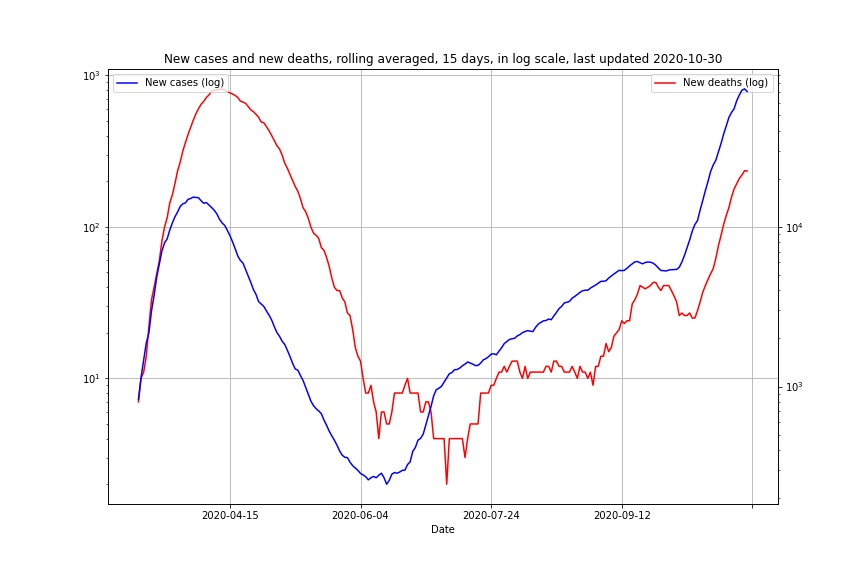 New cases and new deaths, rolling averaged, 15 days, in log scale, last updated 2020-10-30
New cases (log)
New deaths (log)
10³
10²
10¹
10⁴
10³
2020-04-15
2020-06-04
2020-07-24
2020-09-12
Date